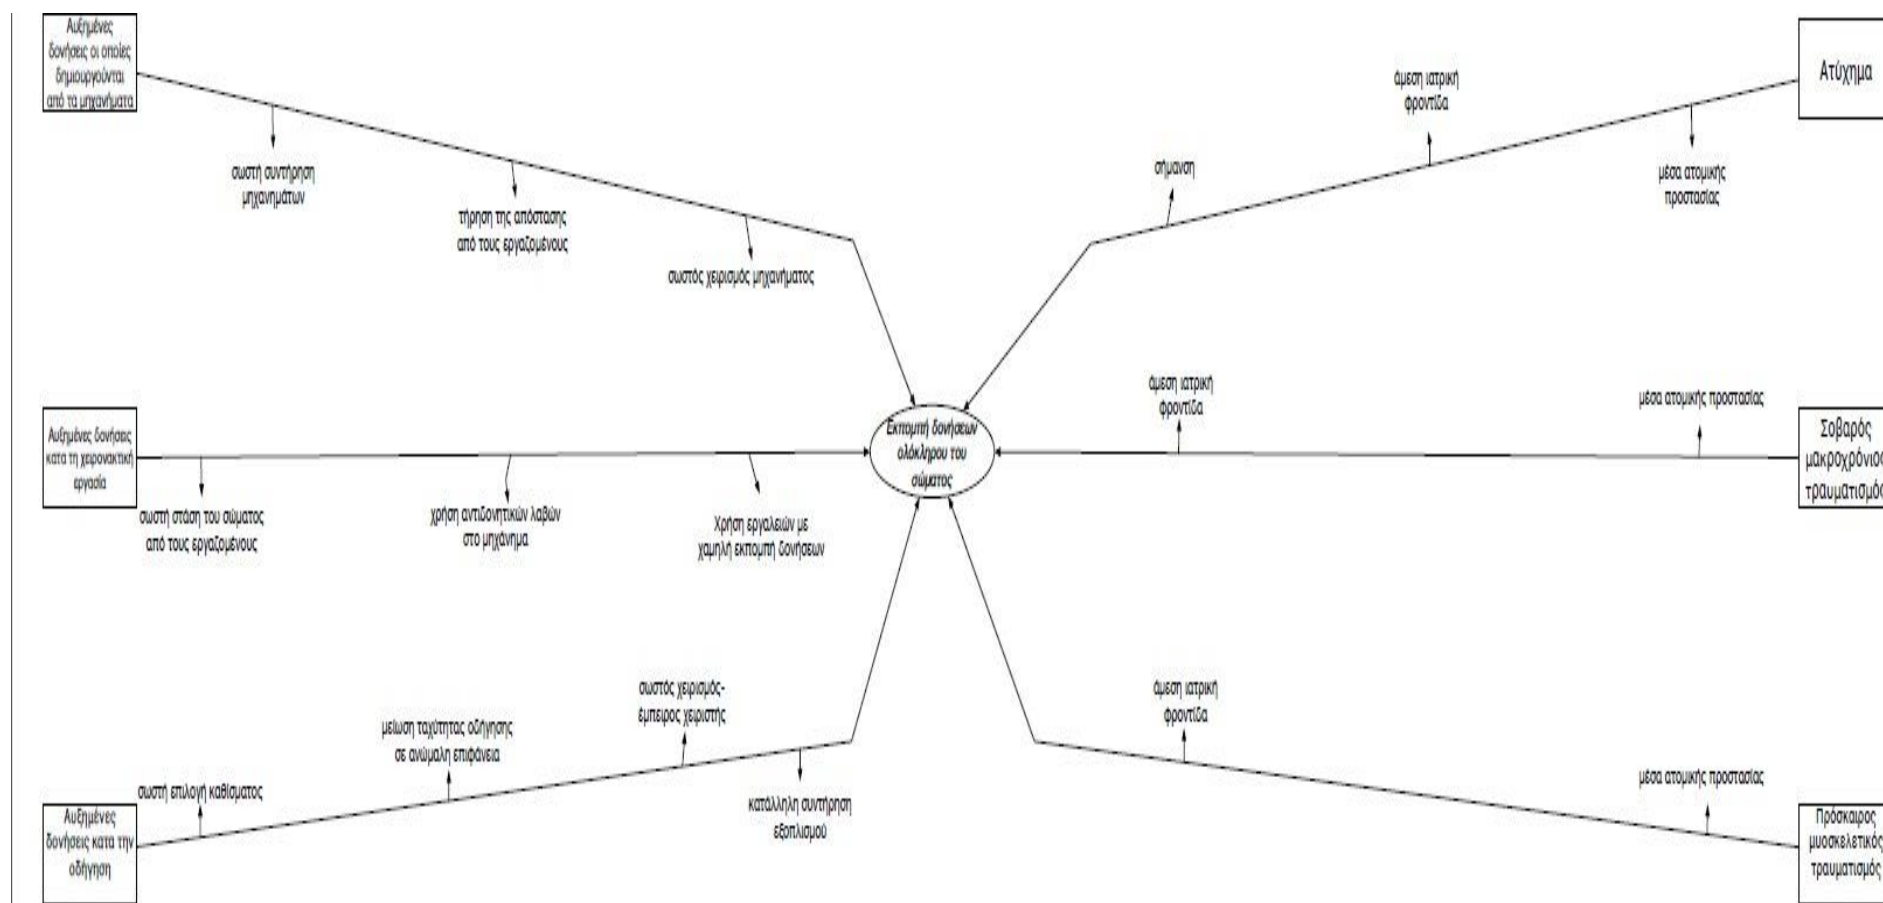 Αυξημένες
δονήσεις οι οποίες
δημιουργούνται
από τα μηχανήματα
σωστή συντήρηση
μηχανημάτων
τήρηση της απόστασης
από τους εργαζομένους
σωστός χειρισμός μηχανήματος
σήμανση
άμεση ιατρική
φροντίδα
μέσα ατομικής
προστασίας
Ατύχημα
Αυξημένες δονήσεις
κατα τη χειρονακτική
εργασία
σωστή στάση του σώματος
από τους εργαζομένους
χρήση αντιδονητικών λαβών
στο μηχάνημα
Χρήση εργαλειών με
χαμηλή εκπομπή δονήσεων
Εκπομπή δονήσεων
ολόκληρου του
σώματος
άμεση ιατρική
φροντίδα
μέσα ατομικής προστασίας
Σοβαρός
μακροχρόνιος
τραυματισμός
Αυξημένες
δονήσεις κατα την
οδήγηση
σωστή επιλογή καθίσματος
μείωση ταχύτητας οδήγησης
σε ανώμαλη επιφάνεια
σωστός χειρισμός-
έμπειρος χειριστής
κατάλληλη συντήρηση
εξοπλισμού
άμεση ιατρική
φροντίδα
μέσα ατομικής προστασίας
Πρόσκαιρος
μυοσκελετικός
τραυματισμός